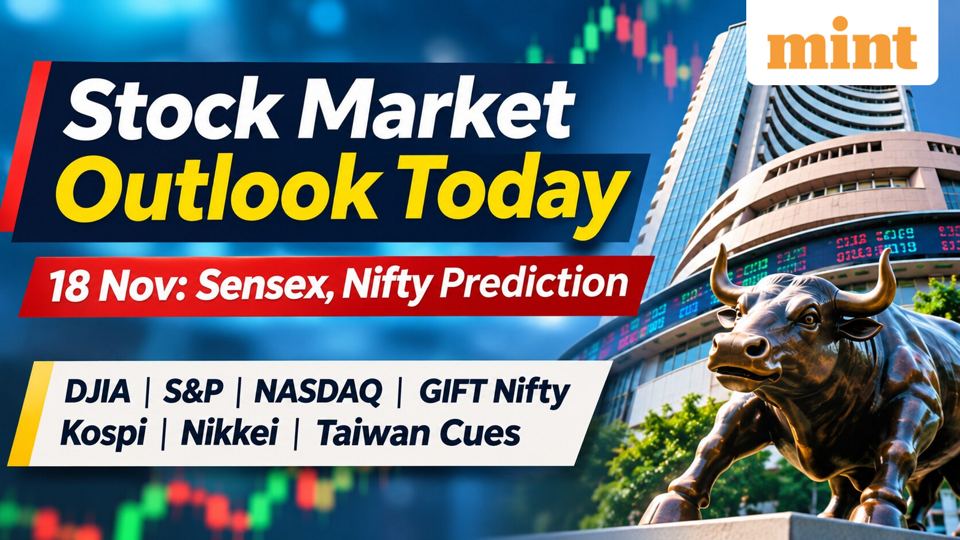 mint
Stock Market
Outlook Today
18 Nov: Sensex, Nifty Prediction
DJIA | S&P | NASDAQ | GIFT Nifty
Kospi | Nikkei | Taiwan Cues